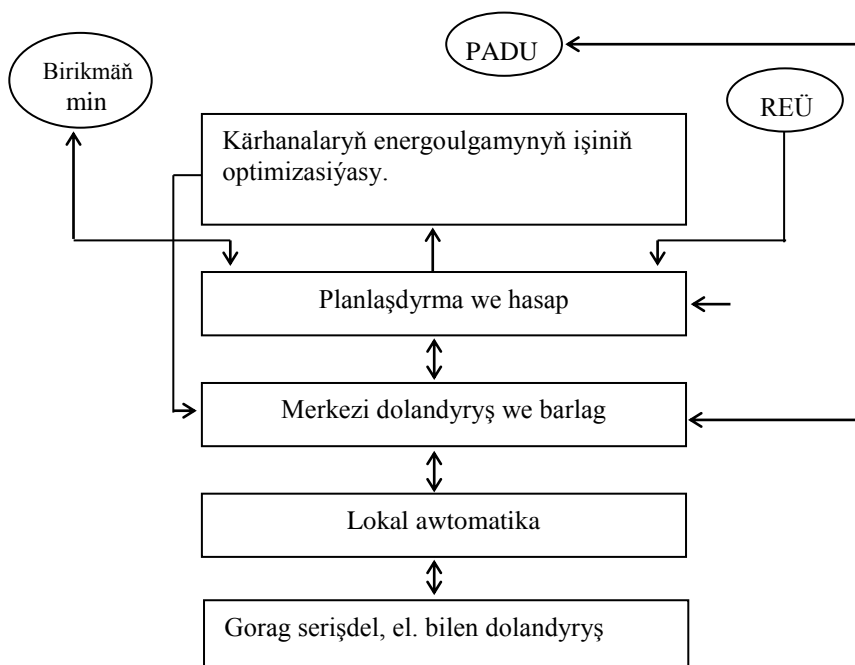 PADU
Birikmäň
min
REÜ
Kärhanalaryň energoulgamynyň işiniň
optimizasiýasy.
Planlaşdyrma we hasap
Merkezi dolandyryş we barlag
Lokal awtomatika
Gorag serişdel, el. bilen dolandyryş